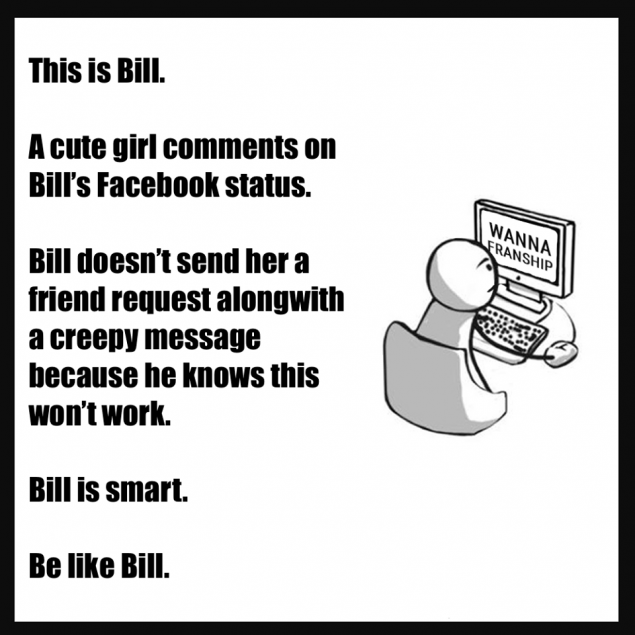 This is Bill.
A cute girl comments on
Bill's Facebook status.
WANNA
FRANSHIP
Bill doesn't send her a
friend request alongwith
a creepy message
because he knows this
won't work.
Bill is smart.
Be like Bill.